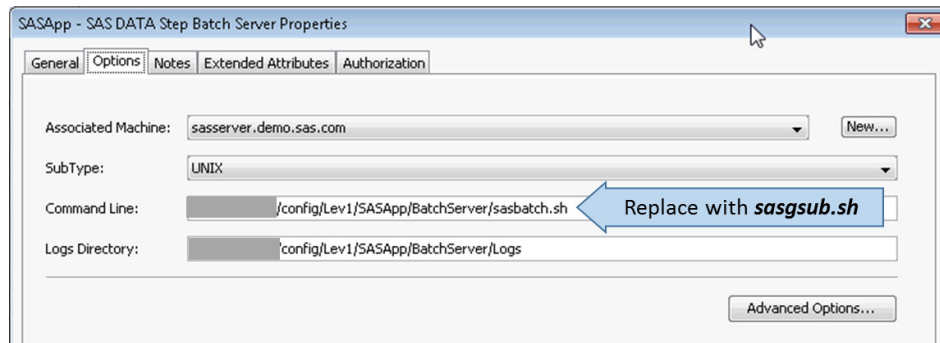 SASApp - SAS DATA Step Batch Server Properties
General Options Notes Extended Attributes Authorization
Associated Machine: sasserver.demo.sas.com New...
SubType: UNIX
Command Line: /config/Lev1/SASApp/BatchServer/sasbatch.sh Replace with sasgsub.sh
Logs Directory: config/Lev1/SASApp/BatchServer/Logs
Advanced Options...